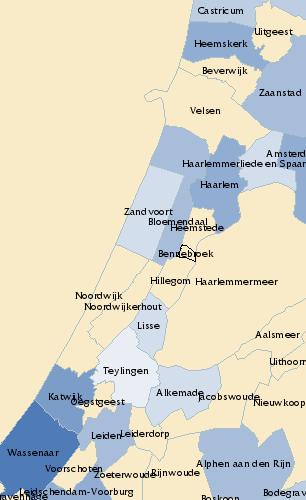 Castricum
Uitgeest
Heemskerk
Beverwijk
Zaanstad
Velsen
Amsterd
Haarlemmerliede en Spaar
Haarlem
Zandvoort
Bloemendaal
Heemstede
Bennebroek
Hillegom
Haarlemmermeer
Noordwijk
Noordwijkerhout
Lisse
Aalsmeer
Uithoorn
Teylingen
Katwijk
Alkemade
Jacobswoude
Oegstgeest
Nieuwkoop
Leiden
Leiderdorp
Wassenaar
Voorschoten
Zoeterwoude
Rijnwoude
Alphen aan den Rijn
Leidschendam-Voorburg
ravenhage
Boskoop
Bodegrav